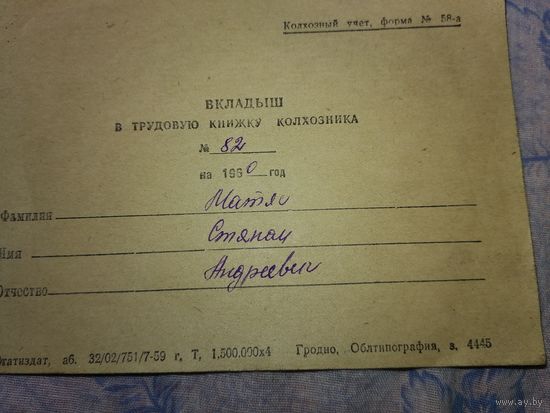 Колхозный учет, форма № 58-а
ВКЛАДЫШ
В ТРУДОВУЮ КНИЖКУ КОЛХОЗНИКА
№ 82
на 1960 год
Фамилия
Имя Степан
Отчество Андреевич
Статиздат, аб. 32/02/751/7-59 г. Т, 1.500.000х4 Гродно, Облтипография, з. 4445
www.ay.by